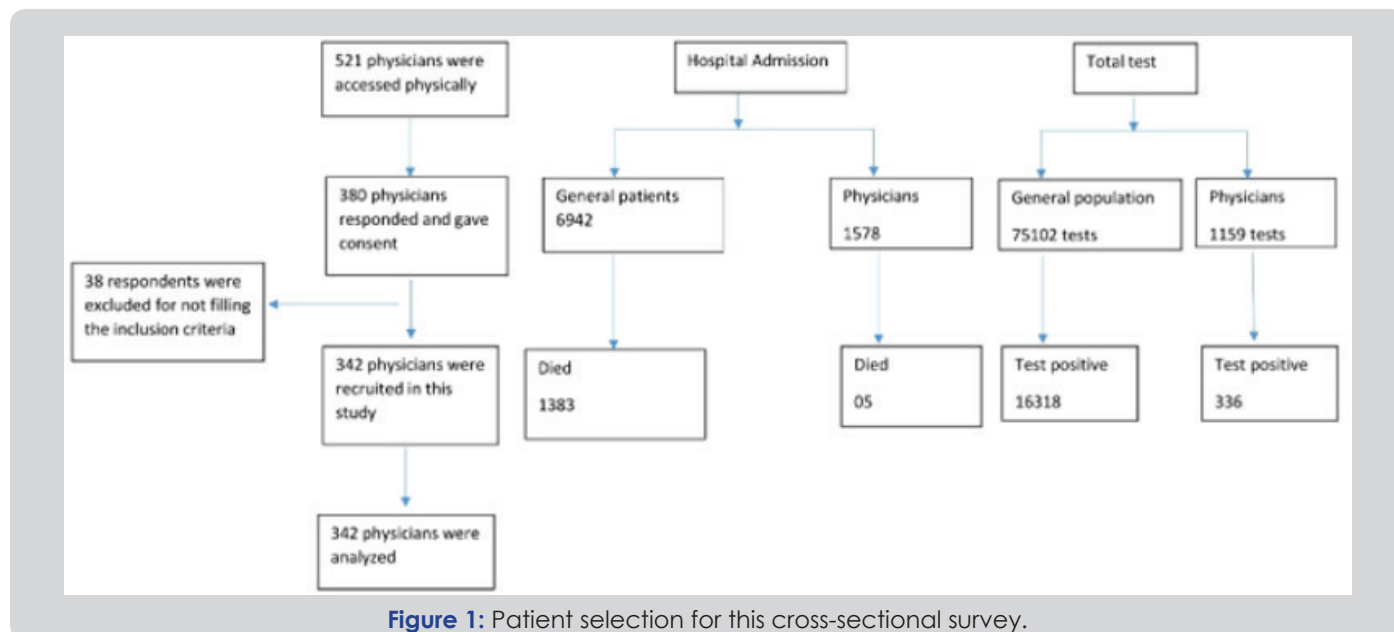 521 physicians were
accessed physically
380 physicians
responded and gave
consent
38 respondents were
excluded for not filling
the inclusion criteria
342 physicians were
recruited in this
study
342 physicians were
analyzed
Hospital Admission
General patients
6942
Physicians
1578
Died
1383
Died
05
Total test
General population
75102 tests
Physicians
1159 tests
Test positive
16318
Test positive
336
Figure 1: Patient selection for this cross-sectional survey.